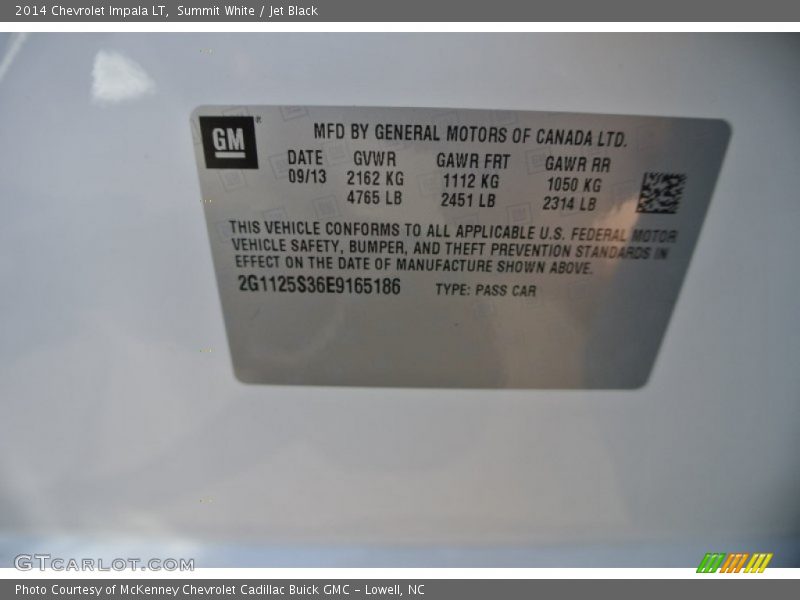 2014 Chevrolet Impala LT, Summit White / Jet Black
GM ®
MFD BY GENERAL MOTORS OF CANADA LTD.
DATE GVWR GAWR FRT GAWR RR
09/13 2162 KG 1112 KG 1050 KG
4765 LB 2451 LB 2314 LB
THIS VEHICLE CONFORMS TO ALL APPLICABLE U.S. FEDERAL MOTOR
VEHICLE SAFETY, BUMPER, AND THEFT PREVENTION STANDARDS IN
EFFECT ON THE DATE OF MANUFACTURE SHOWN ABOVE.
2G1125S36E9165186 TYPE: PASS CAR
GTCARLOT.COM
Photo Courtesy of McKenney Chevrolet Cadillac Buick GMC - Lowell, NC